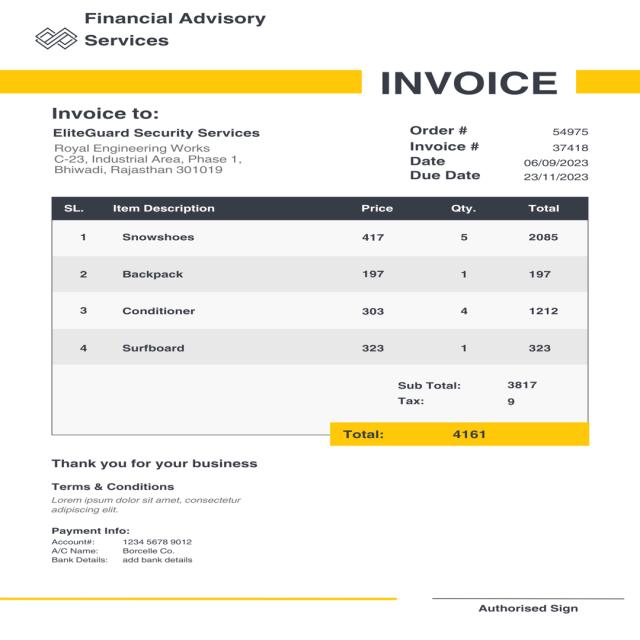 Financial Advisory
Services
INVOICE
Invoice to:
EliteGuard Security Services
Royal Engineering Works
C-23, Industrial Area, Phase 1,
Bhiwadi, Rajasthan 301019
Order # 54975
Invoice # 37418
Date 06/09/2023
Due Date 23/11/2023
SL. Item Description Price Qty. Total
1 Snowshoes 417 5 2085
2 Backpack 197 1 197
3 Conditioner 303 4 1212
4 Surfboard 323 1 323
Sub Total: 3817
Tax: 9
Total: 4161
Thank you for your business
Terms & Conditions
Lorem ipsum dolor sit amet, consectetur
adipiscing elit.
Payment Info:
Account#: 1234 5678 9012
A/C Name: Borcelle Co.
Bank Details: add bank details
Authorised Sign